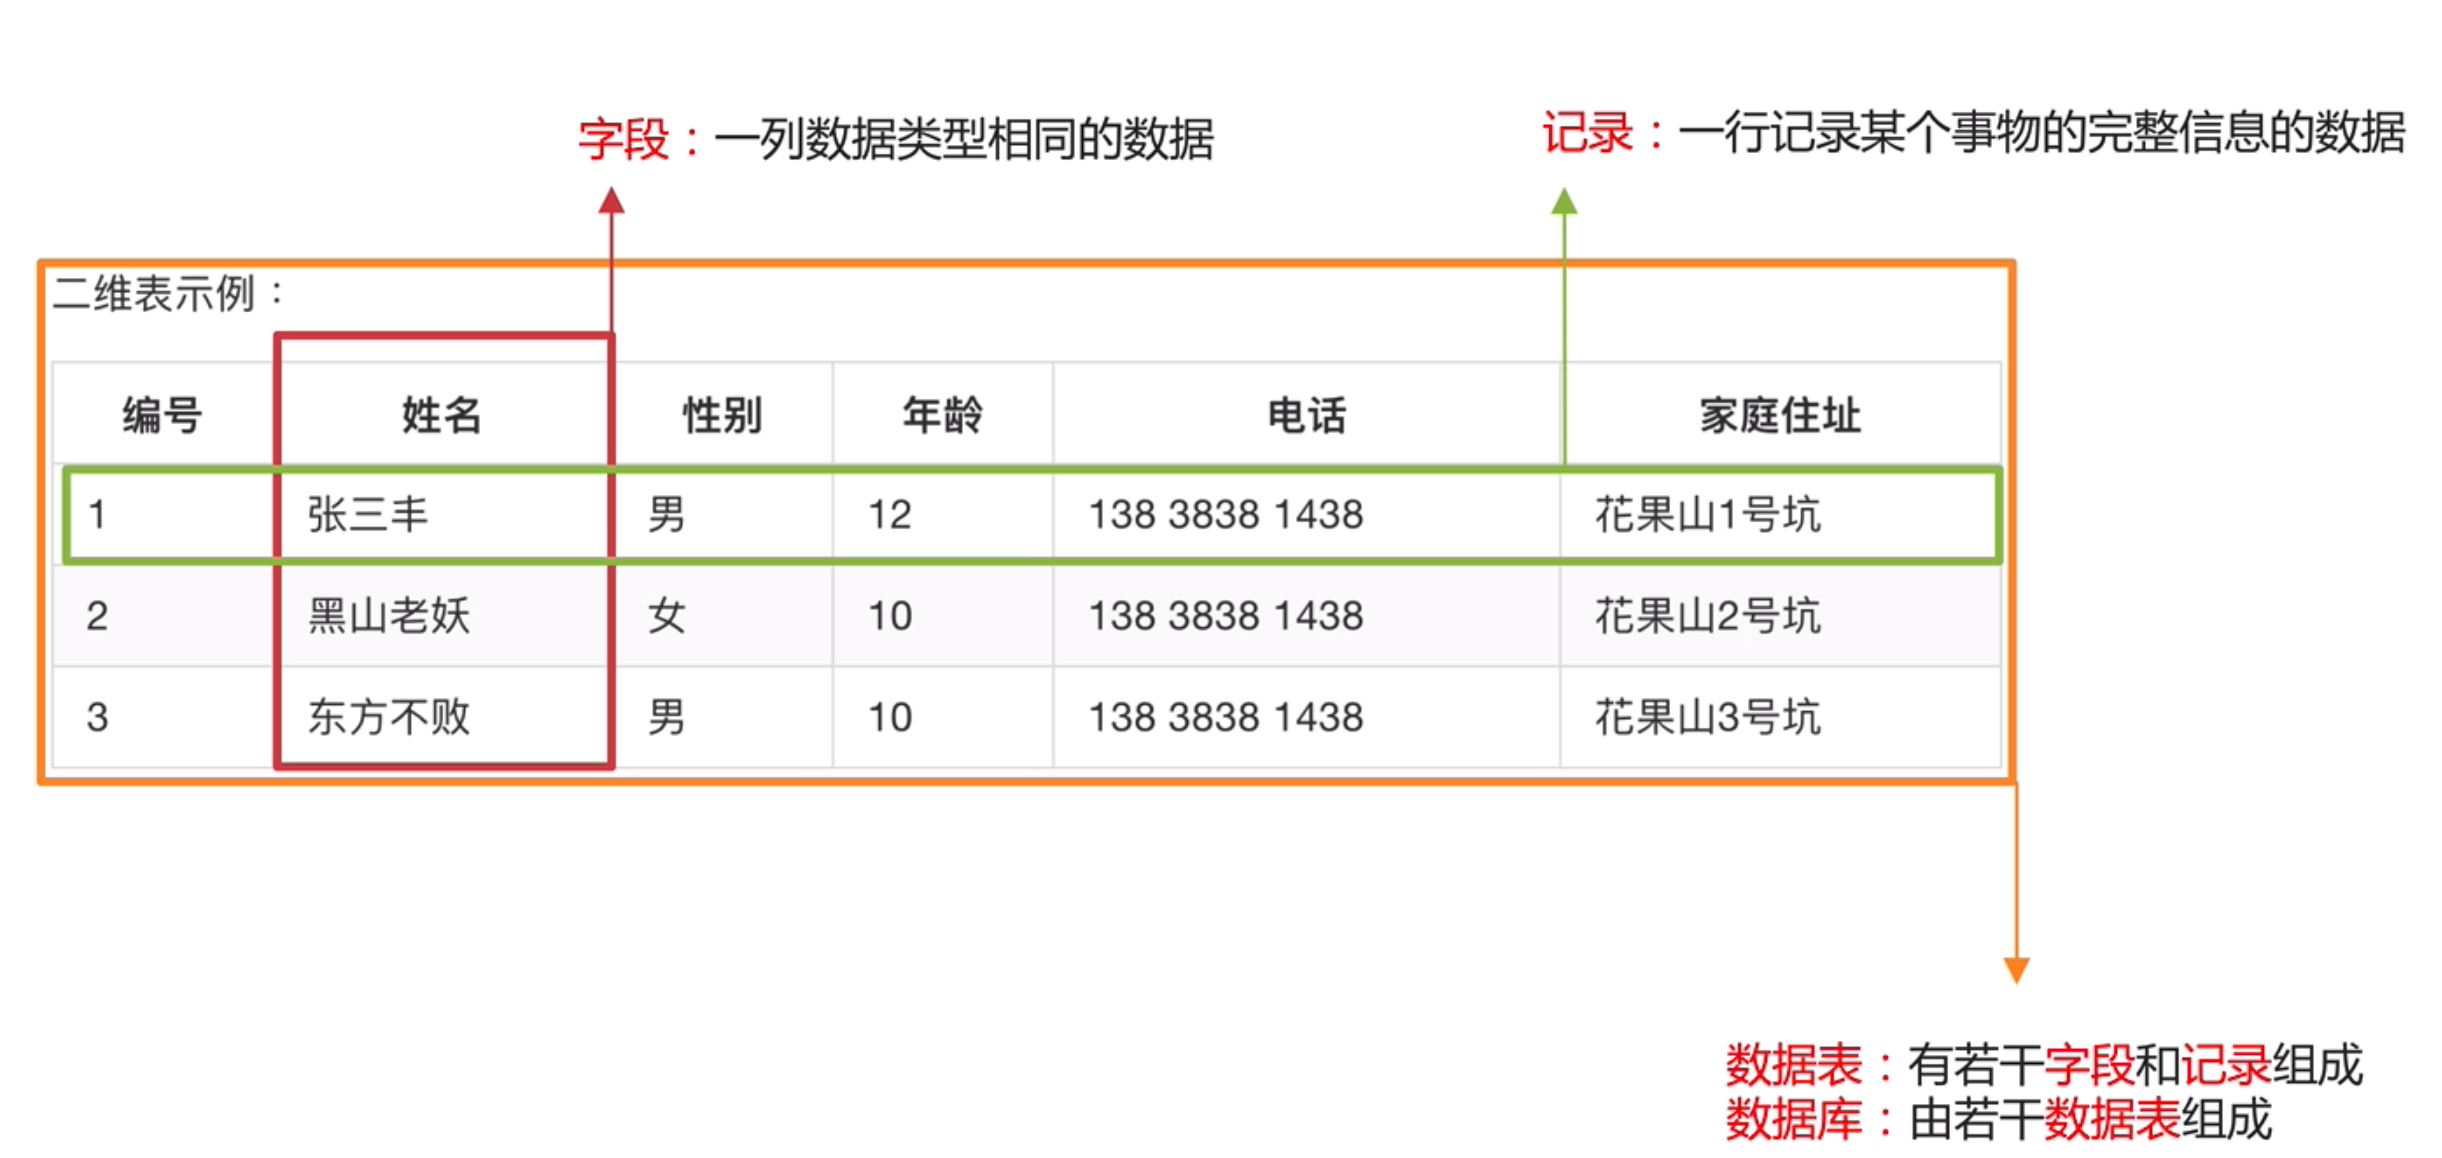 字段：一列数据类型相同的数据
记录：一行记录某个事物的完整信息的数据
二维表示例：
编号 姓名 性别 年龄 电话 家庭住址
1 张三丰 男 12 138 3838 1438 花果山1号坑
2 黑山老妖 女 10 138 3838 1438 花果山2号坑
3 东方不败 男 10 138 3838 1438 花果山3号坑
数据表：有若干字段和记录组成
数据库：由若干数据表组成